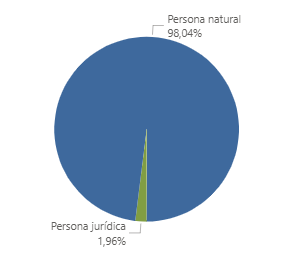 Persona natural
98,04%
Persona jurídica
1,96%